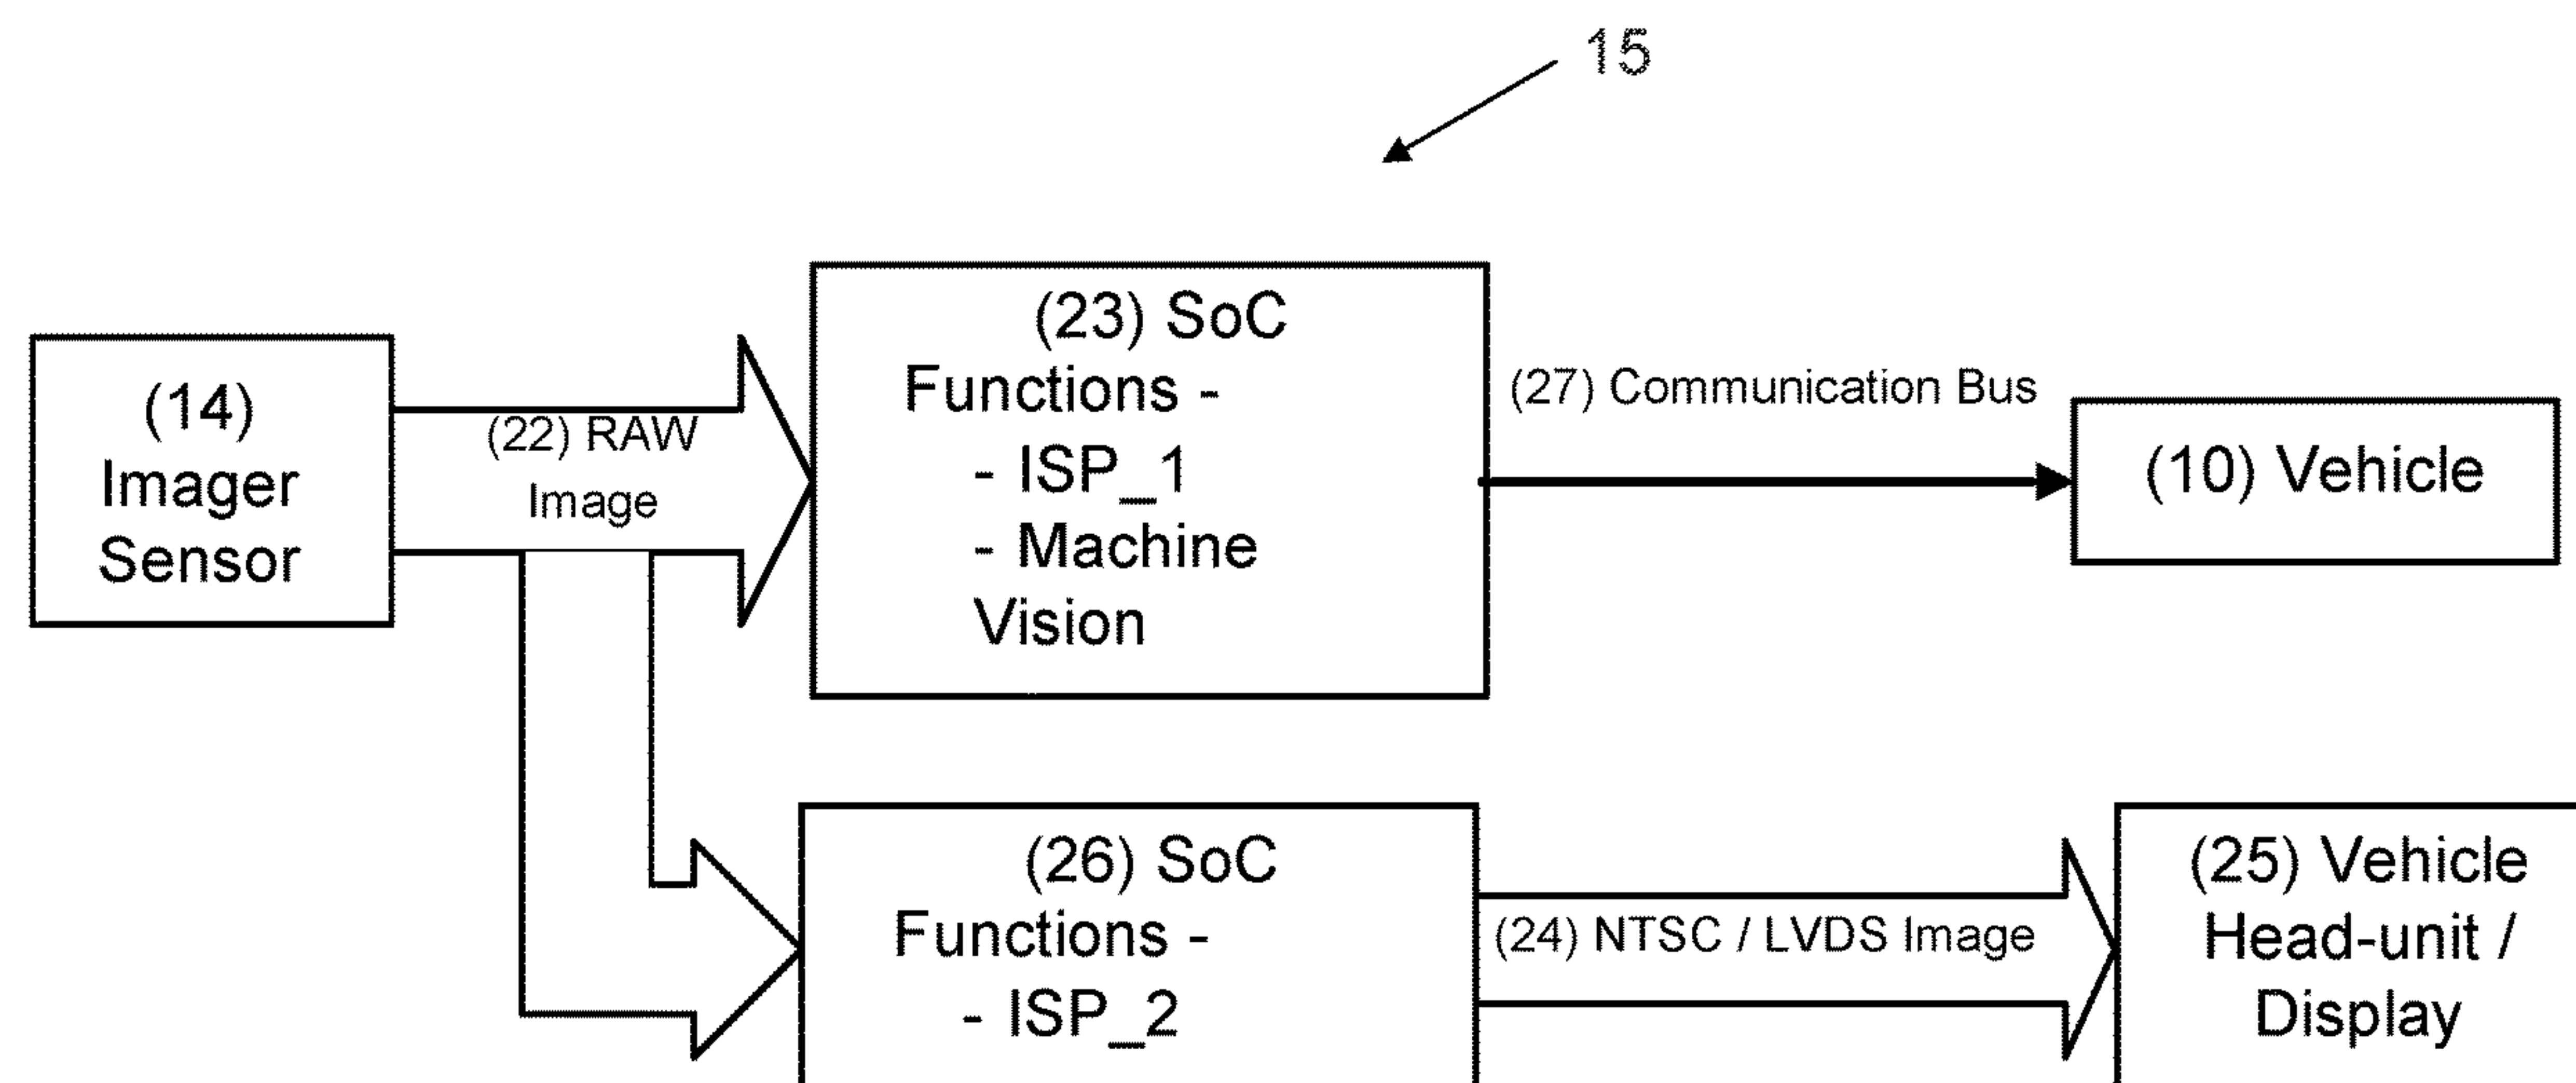 15
(14)
Imager
Sensor
(22) RAW
Image
(23) SoC
Functions -
- ISP_1
- Machine
Vision
(27) Communication Bus
(10) Vehicle
(26) SoC
Functions -
- ISP_2
(24) NTSC / LVDS Image
(25) Vehicle
Head-unit /
Display